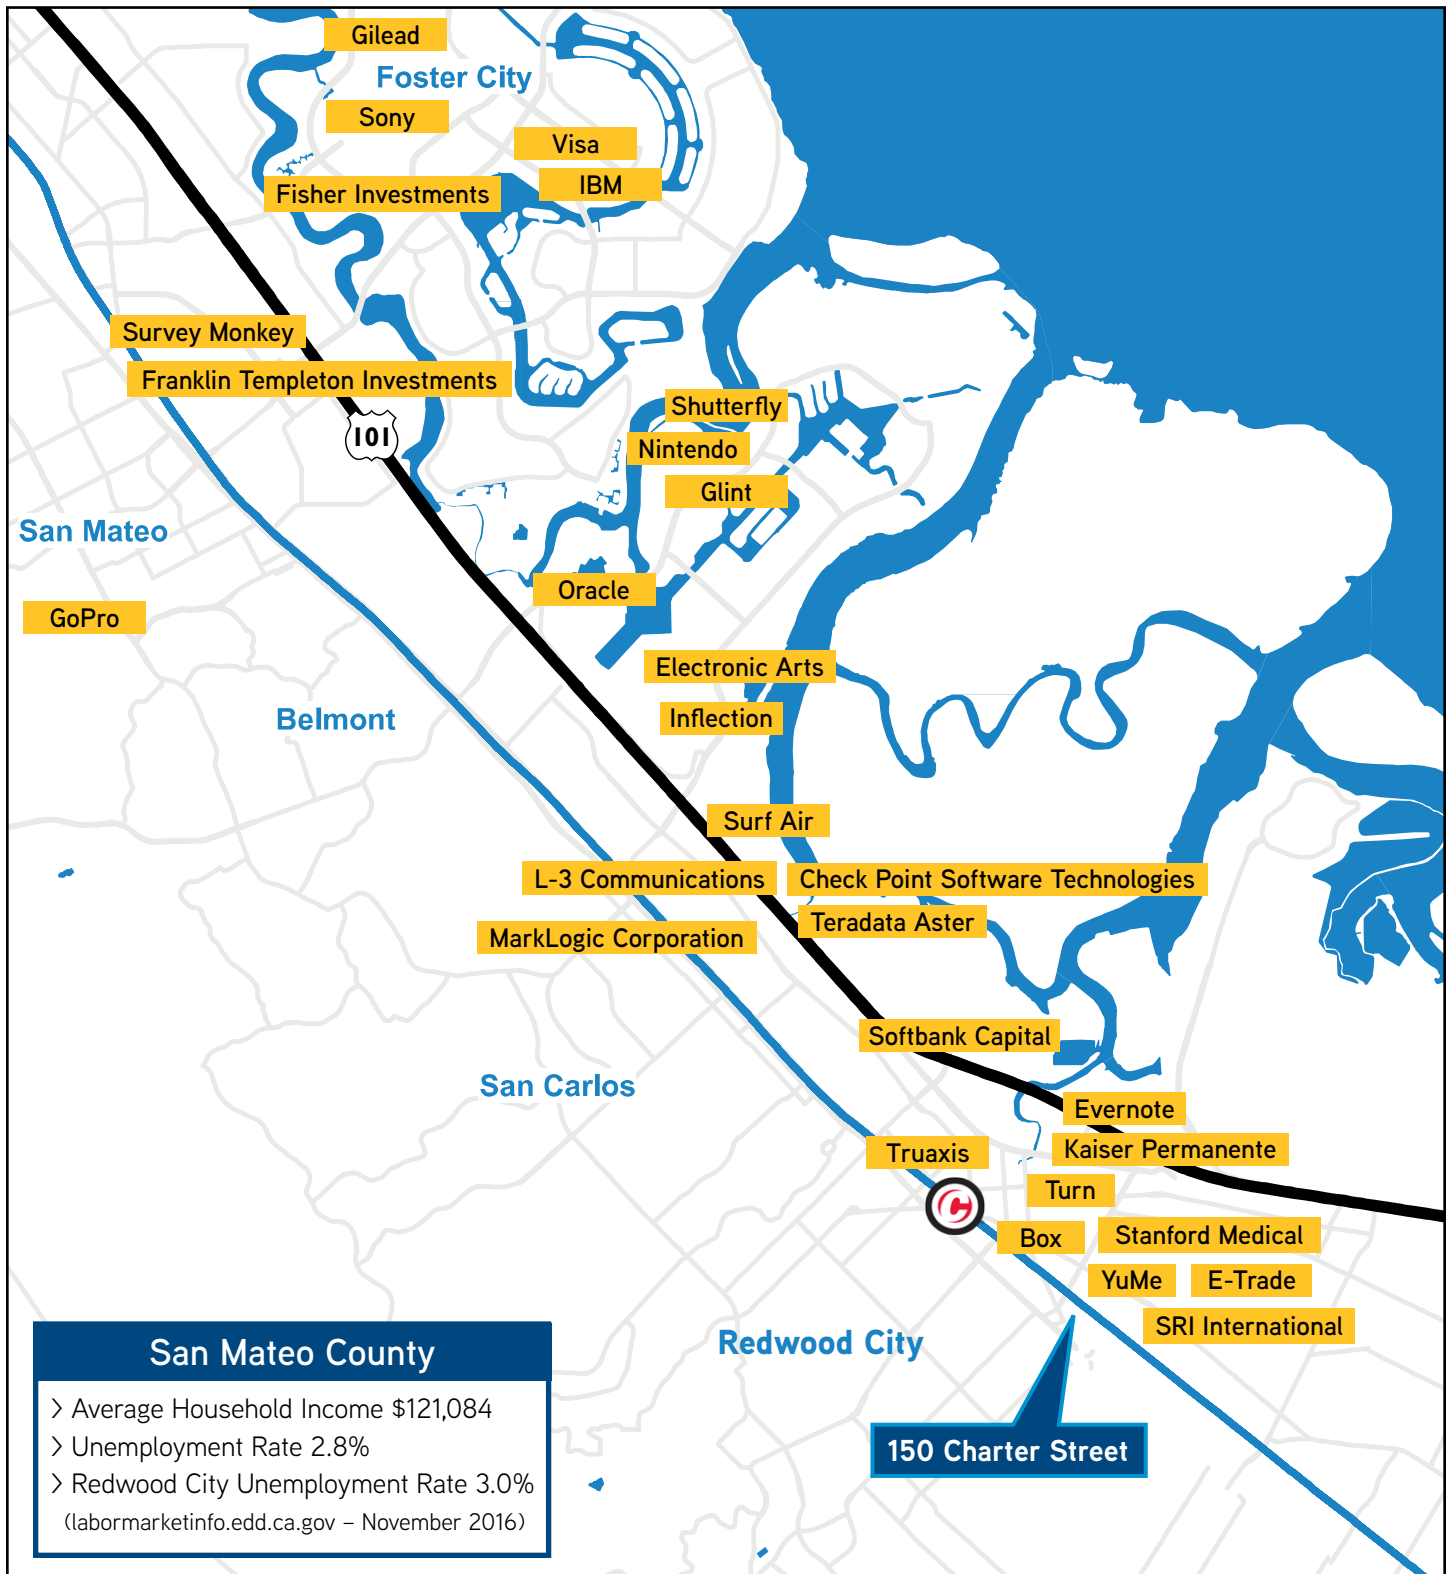 Gilead
Foster City
Sony
Visa
IBM
Fisher Investments
Survey Monkey
Franklin Templeton Investments
101
Shutterfly
Nintendo
Glint
San Mateo
Oracle
GoPro
Electronic Arts
Inflection
Belmont
Surf Air
L-3 Communications
Check Point Software Technologies
Teradata Aster
MarkLogic Corporation
Softbank Capital
San Carlos
Evernote
Kaiser Permanente
Truaxis
Turn
C
Box
Stanford Medical
YuMe
E-Trade
SRI International
Redwood City
150 Charter Street
San Mateo County
> Average Household Income $121,084
> Unemployment Rate 2.8%
> Redwood City Unemployment Rate 3.0%
(labormarketinfo.edd.ca.gov – November 2016)